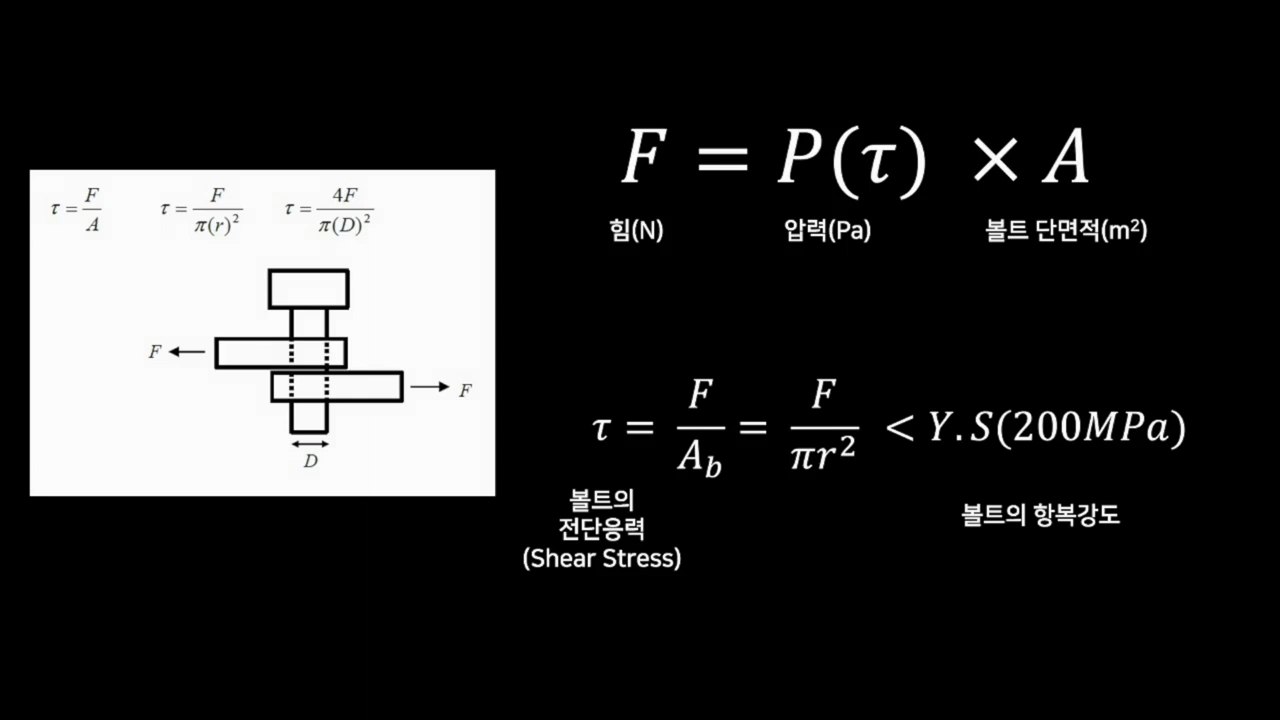 τ = F/A τ = F/π(r)² τ = 4F/π(D)²
F
F
D
F = P(τ) × A
힘(N) 압력(Pa) 볼트 단면적(m²)
τ = F/A_b = F/πr² < Y.S(200MPa)
볼트의
전단응력
(Shear Stress)
볼트의 항복강도